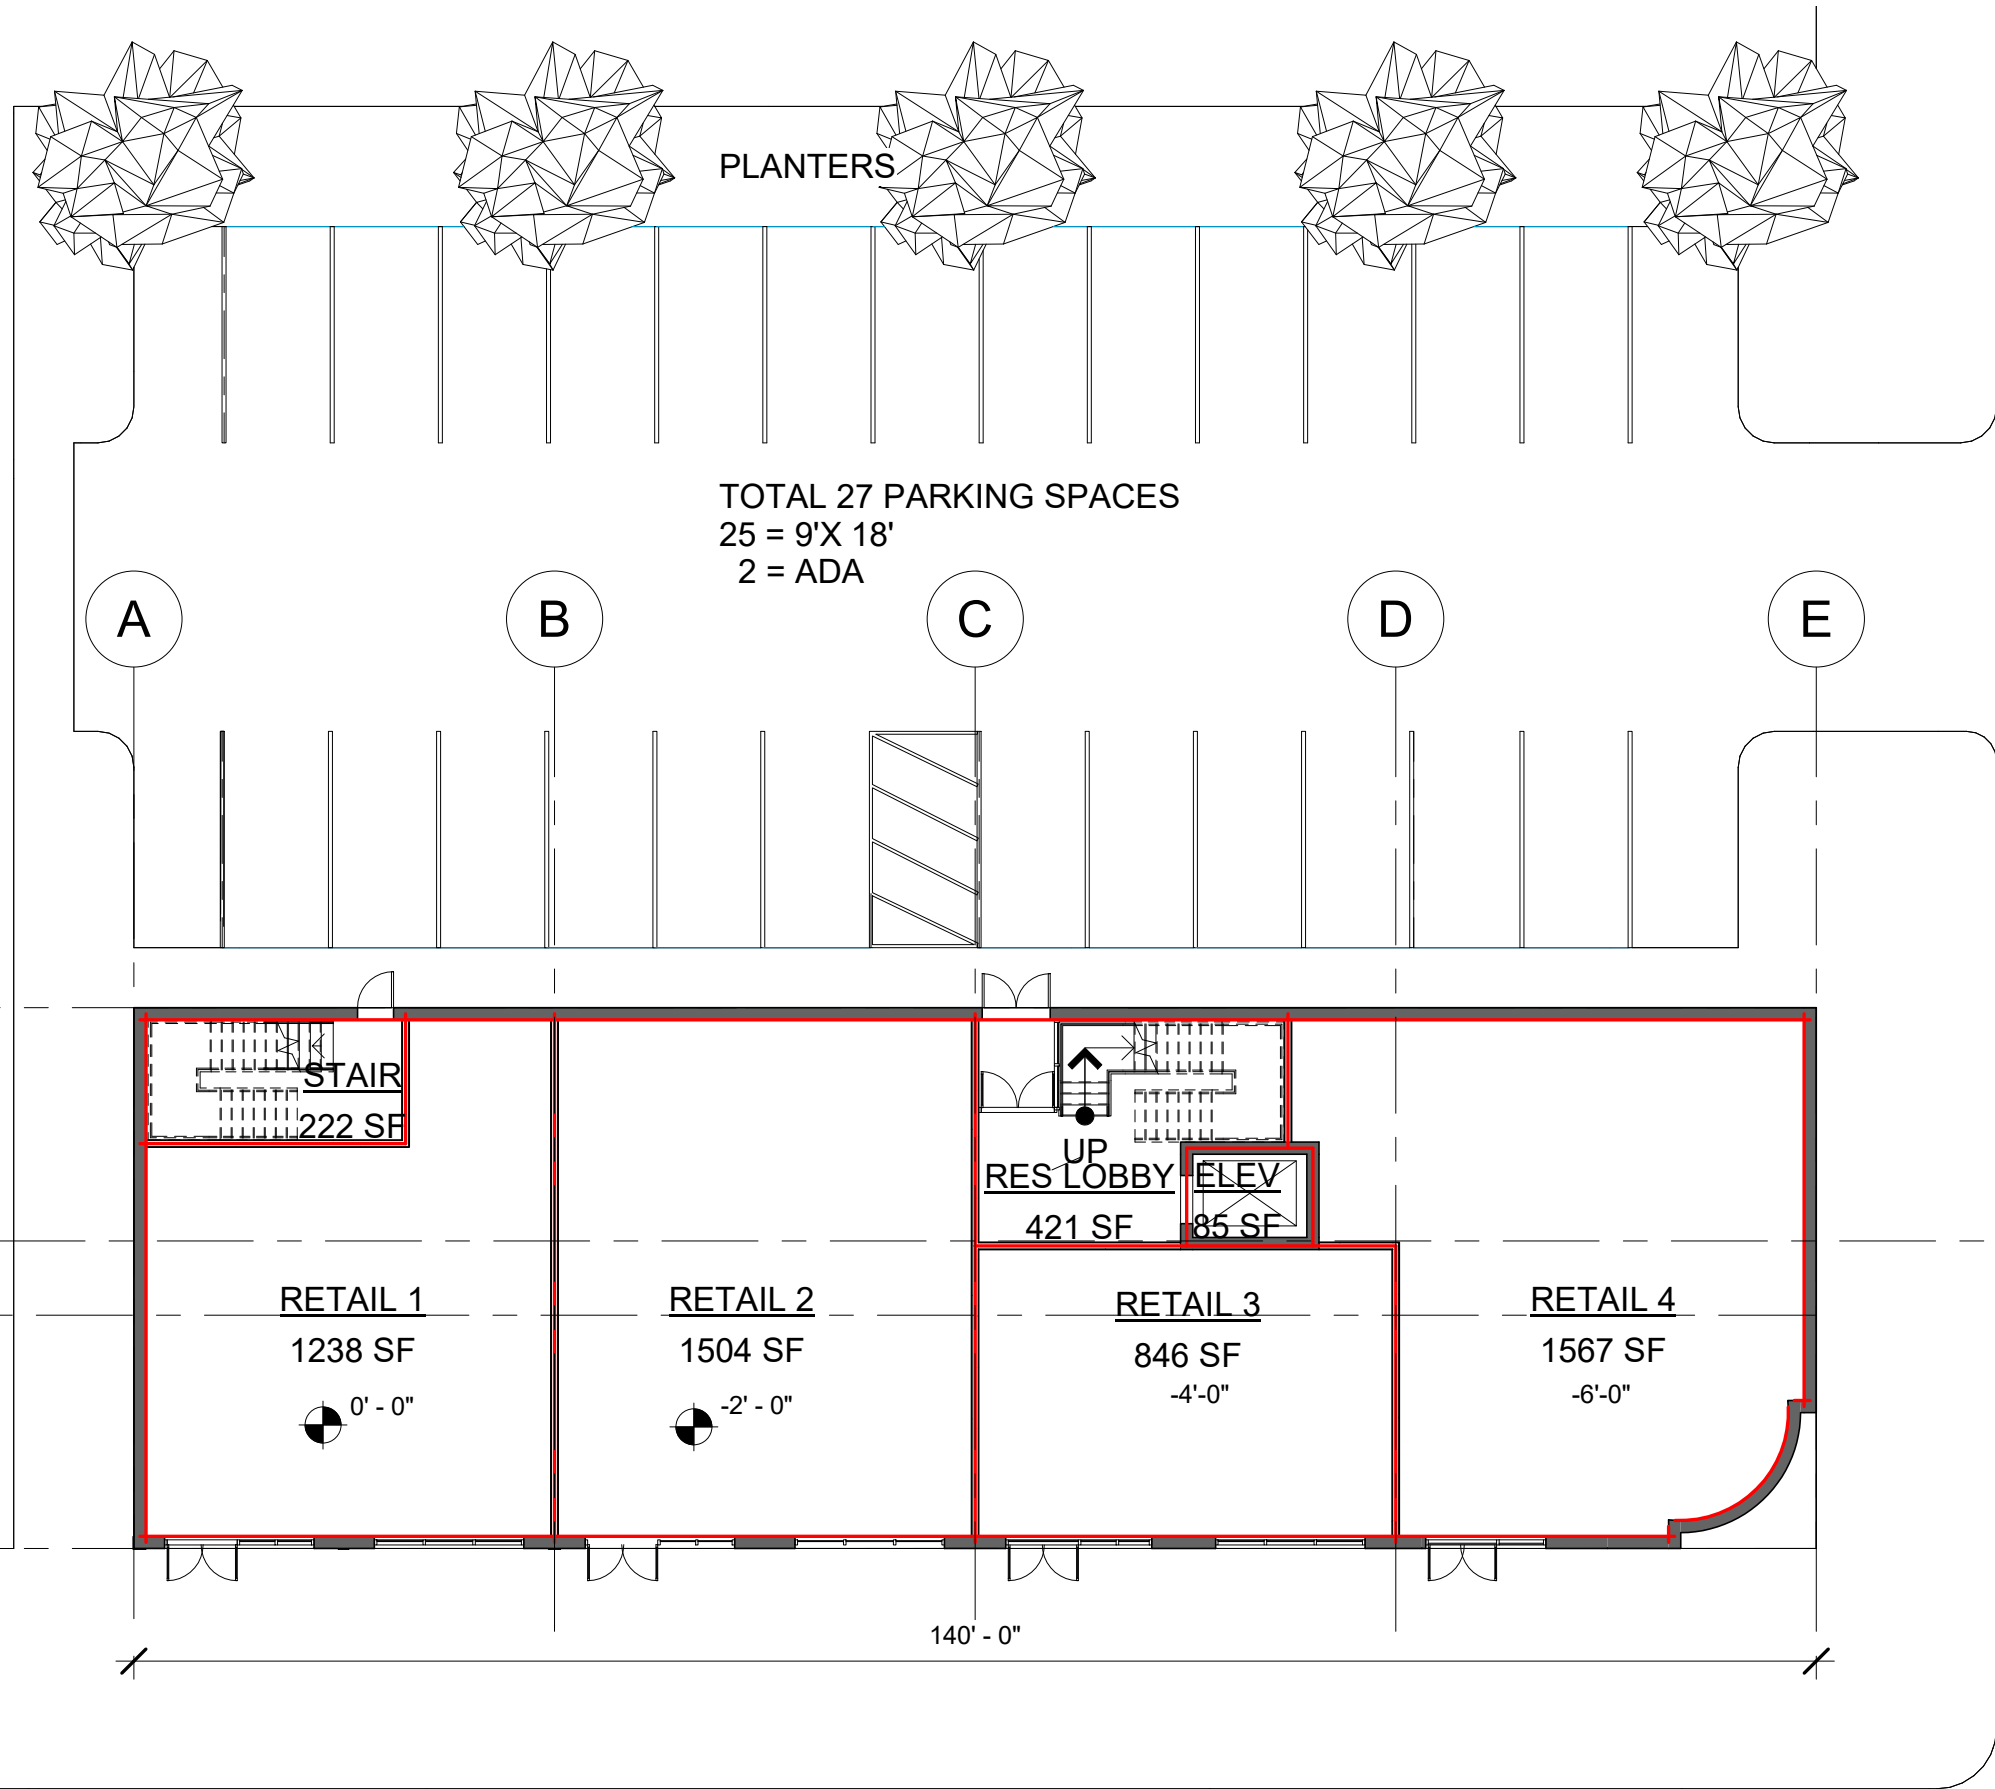 PLANTERS
TOTAL 27 PARKING SPACES
25 = 9'X 18'
2 = ADA
A
B
C
D
E
STAIR
222 SF
UP
RES LOBBY
421 SF
ELEV
85 SF
RETAIL 1
1238 SF
0' - 0"
RETAIL 2
1504 SF
-2' - 0"
RETAIL 3
846 SF
-4'-0"
RETAIL 4
1567 SF
-6'-0"
140' - 0"